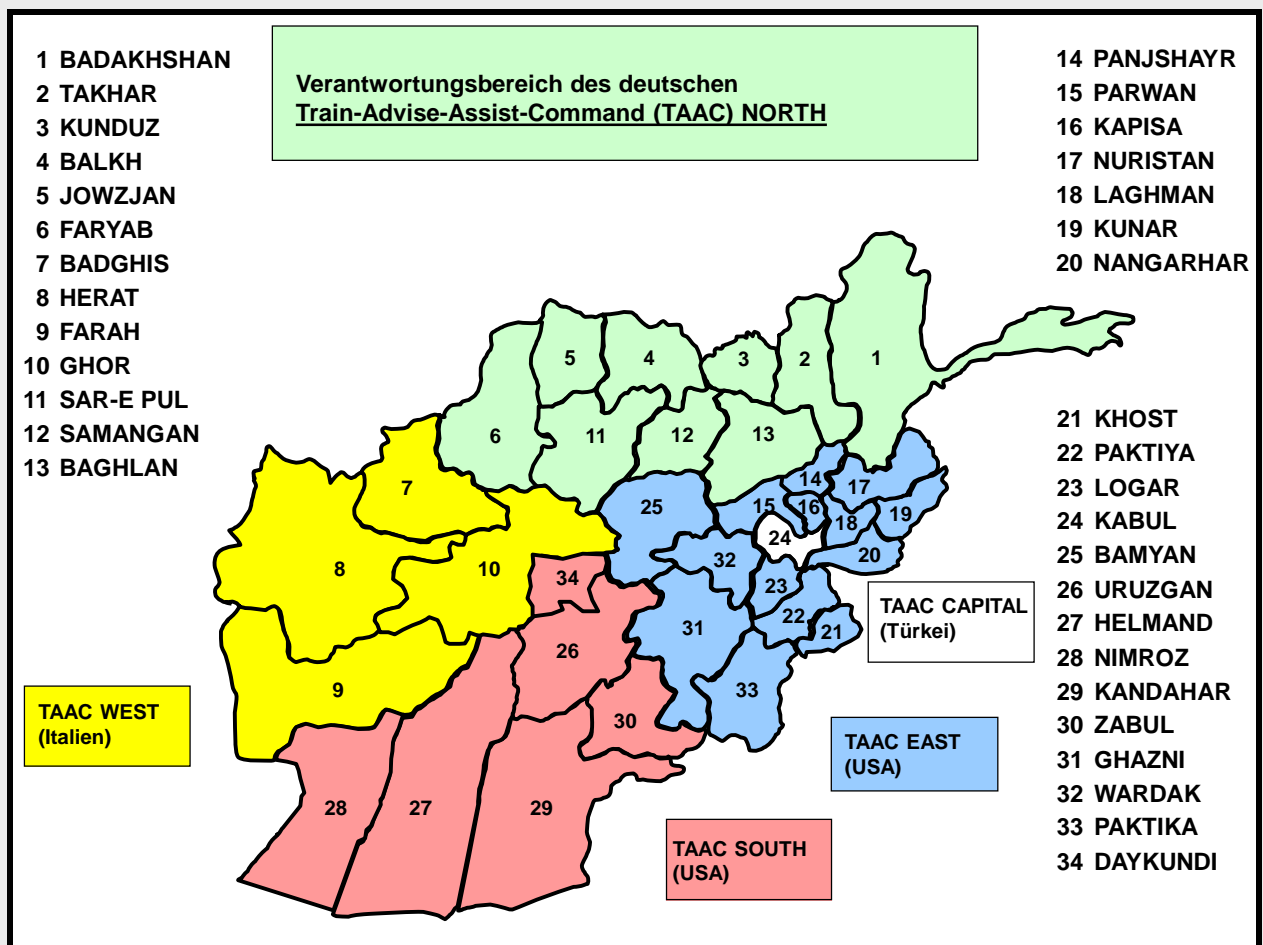 1 BADAKHSHAN
2 TAKHAR
3 KUNDUZ
4 BALKH
5 JOWZJAN
6 FARYAB
7 BADGHIS
8 HERAT
9 FARAH
10 GHOR
11 SAR-E PUL
12 SAMANGAN
13 BAGHLAN
Verantwortungsbereich des deutschen
Train-Advise-Assist-Command (TAAC) NORTH
14 PANJSHAYR
15 PARWAN
16 KAPISA
17 NURISTAN
18 LAGHMAN
19 KUNAR
20 NANGARHAR
21 KHOST
22 PAKTIYA
23 LOGAR
24 KABUL
25 BAMYAN
26 URUZGAN
27 HELMAND
28 NIMROZ
29 KANDAHAR
30 ZABUL
31 GHAZNI
32 WARDAK
33 PAKTIKA
34 DAYKUNDI
5
4
3
2
1
6
11
12
13
7
25
14
17
15
16
18
19
24
20
8
10
34
32
23
22
21
31
26
9
33
30
28
27
29
TAAC CAPITAL
(Türkei)
TAAC WEST
(Italien)
TAAC EAST
(USA)
TAAC SOUTH
(USA)